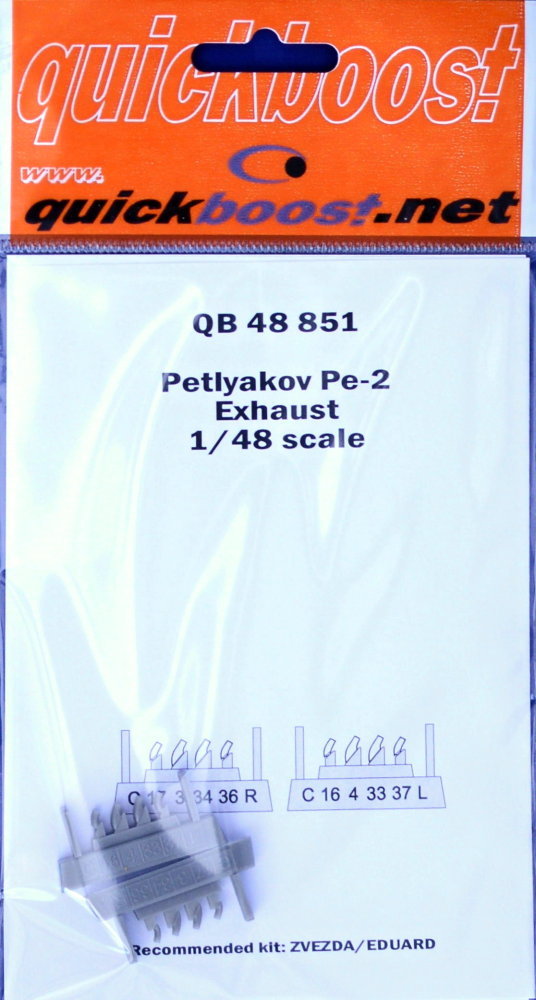 quickboost
www.
quickboost.net
QB 48 851
Petlyakov Pe-2
Exhaust
1/48 scale
C 17 3 34 36 R
C 16 4 33 37 L
Recommended kit: ZVEZDA/EDUARD